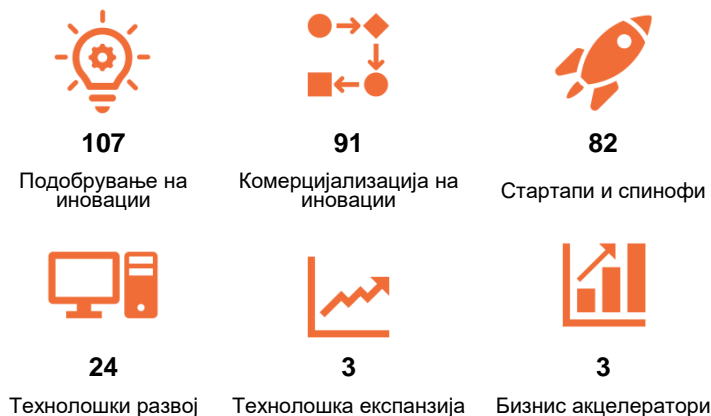 107
91
82
Подобрување на
иновации
Комерцијализација на
иновации
Стартапи и спинофи
24
3
3
Технолошки развој
Технолошка експанзија
Бизнис акцелератори